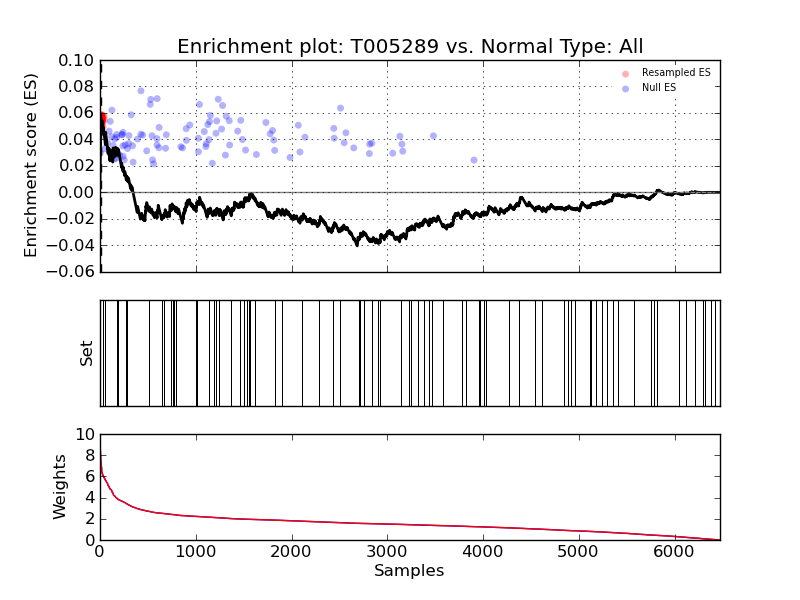 Enrichment plot: T005289 vs. Normal Type: All
Enrichment score (ES)
0.10
0.08
0.06
0.04
0.02
0.00
−0.02
−0.04
−0.06
Resampled ES
Null ES
Set
Weights
10
8
6
4
2
0
0 1000 2000 3000 4000 5000 6000
Samples